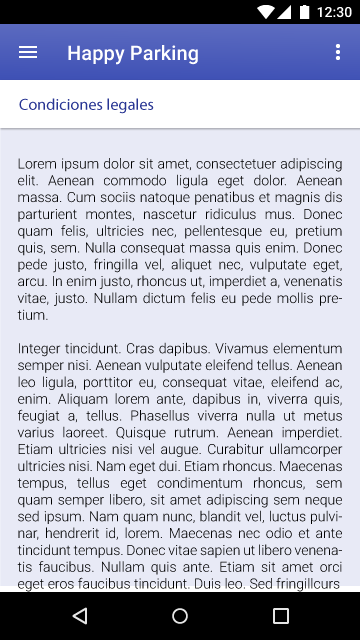 12:30
Happy Parking
Condiciones legales
Lorem ipsum dolor sit amet, consectetuer adipiscing
elit. Aenean commodo ligula eget dolor. Aenean
massa. Cum sociis natoque penatibus et magnis dis
parturient montes, nascetur ridiculus mus. Donec
quam felis, ultricies nec, pellentesque eu, pretium
quis, sem. Nulla consequat massa quis enim. Donec
pede justo, fringilla vel, aliquet nec, vulputate eget,
arcu. In enim justo, rhoncus ut, imperdiet a, venenatis
vitae, justo. Nullam dictum felis eu pede mollis pre-
tium.
Integer tincidunt. Cras dapibus. Vivamus elementum
semper nisi. Aenean vulputate eleifend tellus. Aenean
leo ligula, porttitor eu, consequat vitae, eleifend ac,
enim. Aliquam lorem ante, dapibus in, viverra quis,
feugiat a, tellus. Phasellus viverra nulla ut metus
varius laoreet. Quisque rutrum. Aenean imperdiet.
Etiam ultricies nisi vel augue. Curabitur ullamcorper
ultricies nisi. Nam eget dui. Etiam rhoncus. Maecenas
tempus, tellus eget condimentum rhoncus, sem
quam semper libero, sit amet adipiscing sem neque
sed ipsum. Nam quam nunc, blandit vel, luctus pulvi-
nar, hendrerit id, lorem. Maecenas nec odio et ante
tincidunt tempus. Donec vitae sapien ut libero venena-
tis faucibus. Nullam quis ante. Etiam sit amet orci
eget eros faucibus tincidunt. Duis leo. Sed fringillcurs